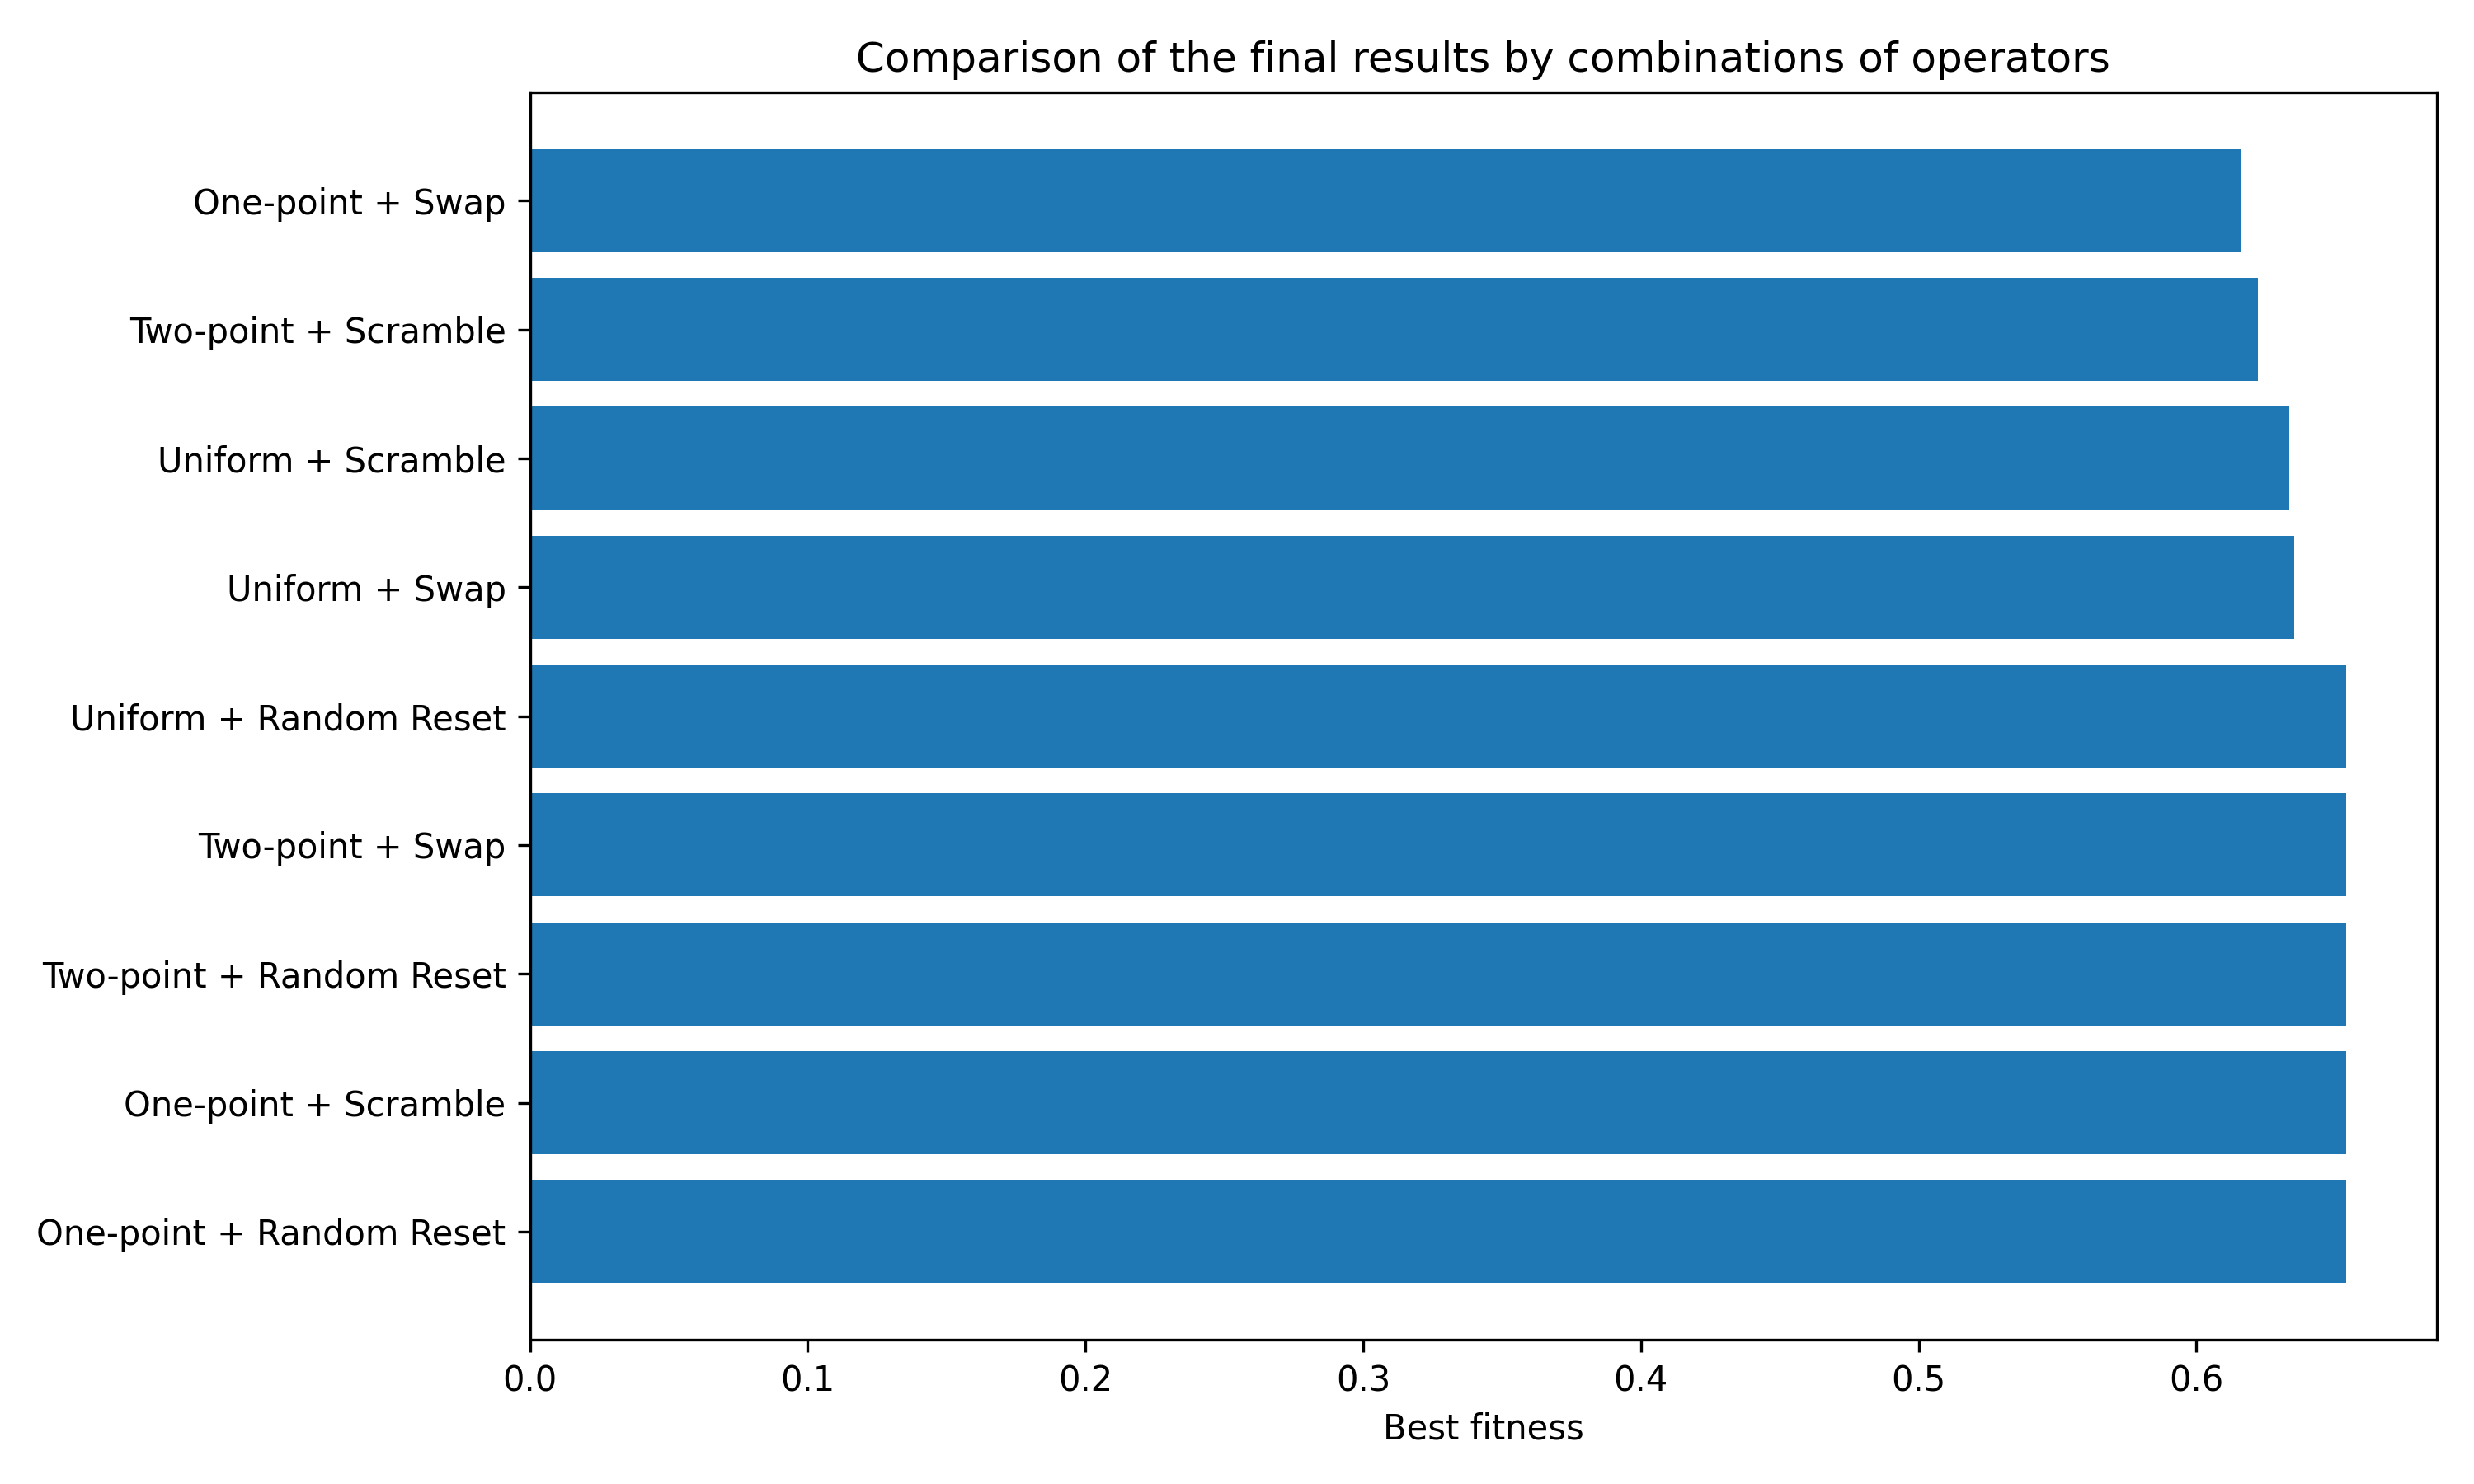 Comparison of the final results by combinations of operators
One-point + Swap
Two-point + Scramble
Uniform + Scramble
Uniform + Swap
Uniform + Random Reset
Two-point + Swap
Two-point + Random Reset
One-point + Scramble
One-point + Random Reset
0.0 0.1 0.2 0.3 0.4 0.5 0.6
Best fitness